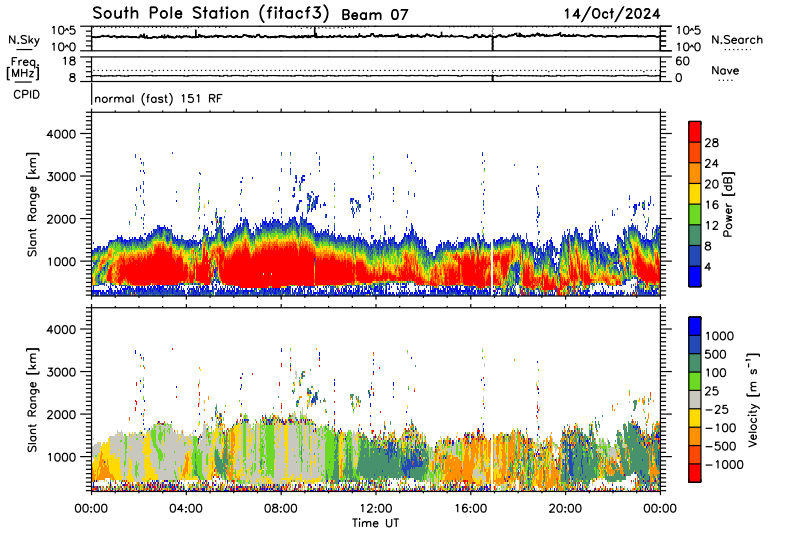 South Pole Station (fitacf3) Beam 07 14/Oct/2024
N.Sky 10^5 10^0 10^5 10^0 N.Search
Freq. [MHz] 18 8 60 0 Nave
CPID normal (fast) 151 RF
Slant Range [km]
4000
3000
2000
1000
28
24
20
16
12
8
4
Power [dB]
Slant Range [km]
4000
3000
2000
1000
1000
500
100
25
-25
-100
-500
-1000
Velocity [m s^-1]
00:00 04:00 08:00 12:00 16:00 20:00 00:00
Time UT